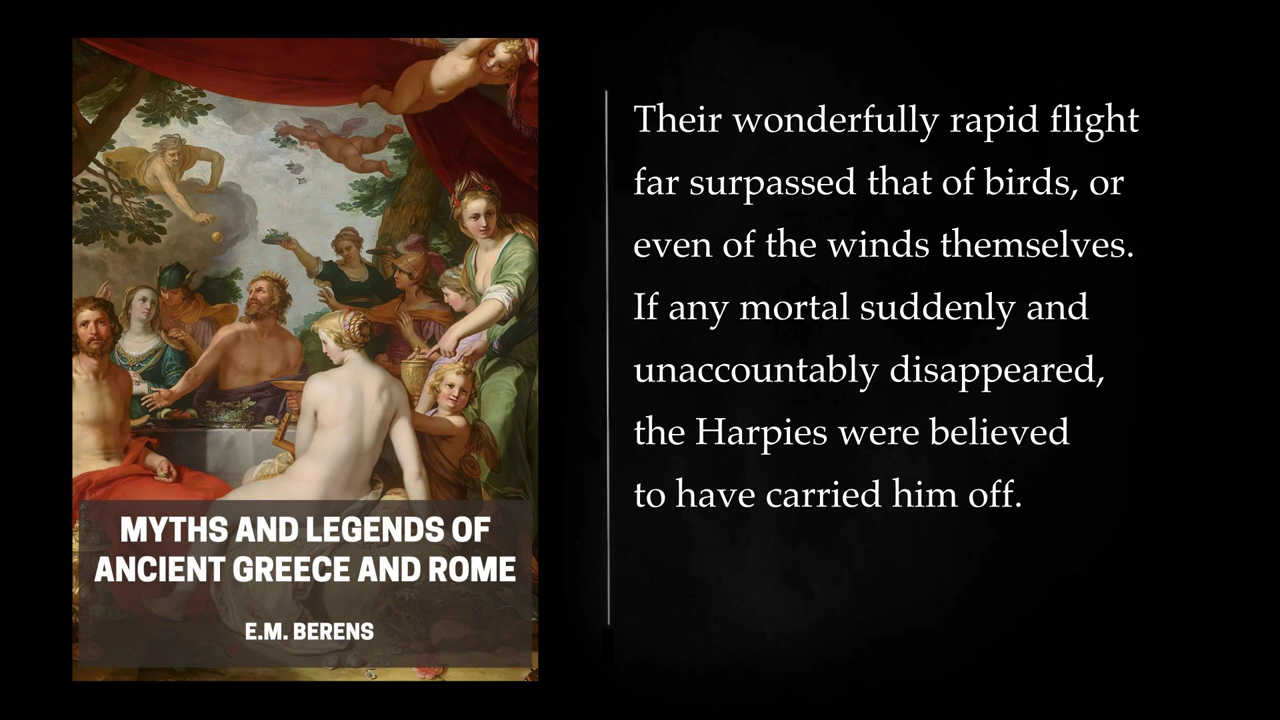 MYTHS AND LEGENDS OF
ANCIENT GREECE AND ROME
E.M. BERENS
Their wonderfully rapid flight
far surpassed that of birds, or
even of the winds themselves.
If any mortal suddenly and
unaccountably disappeared,
the Harpies were believed
to have carried him off.